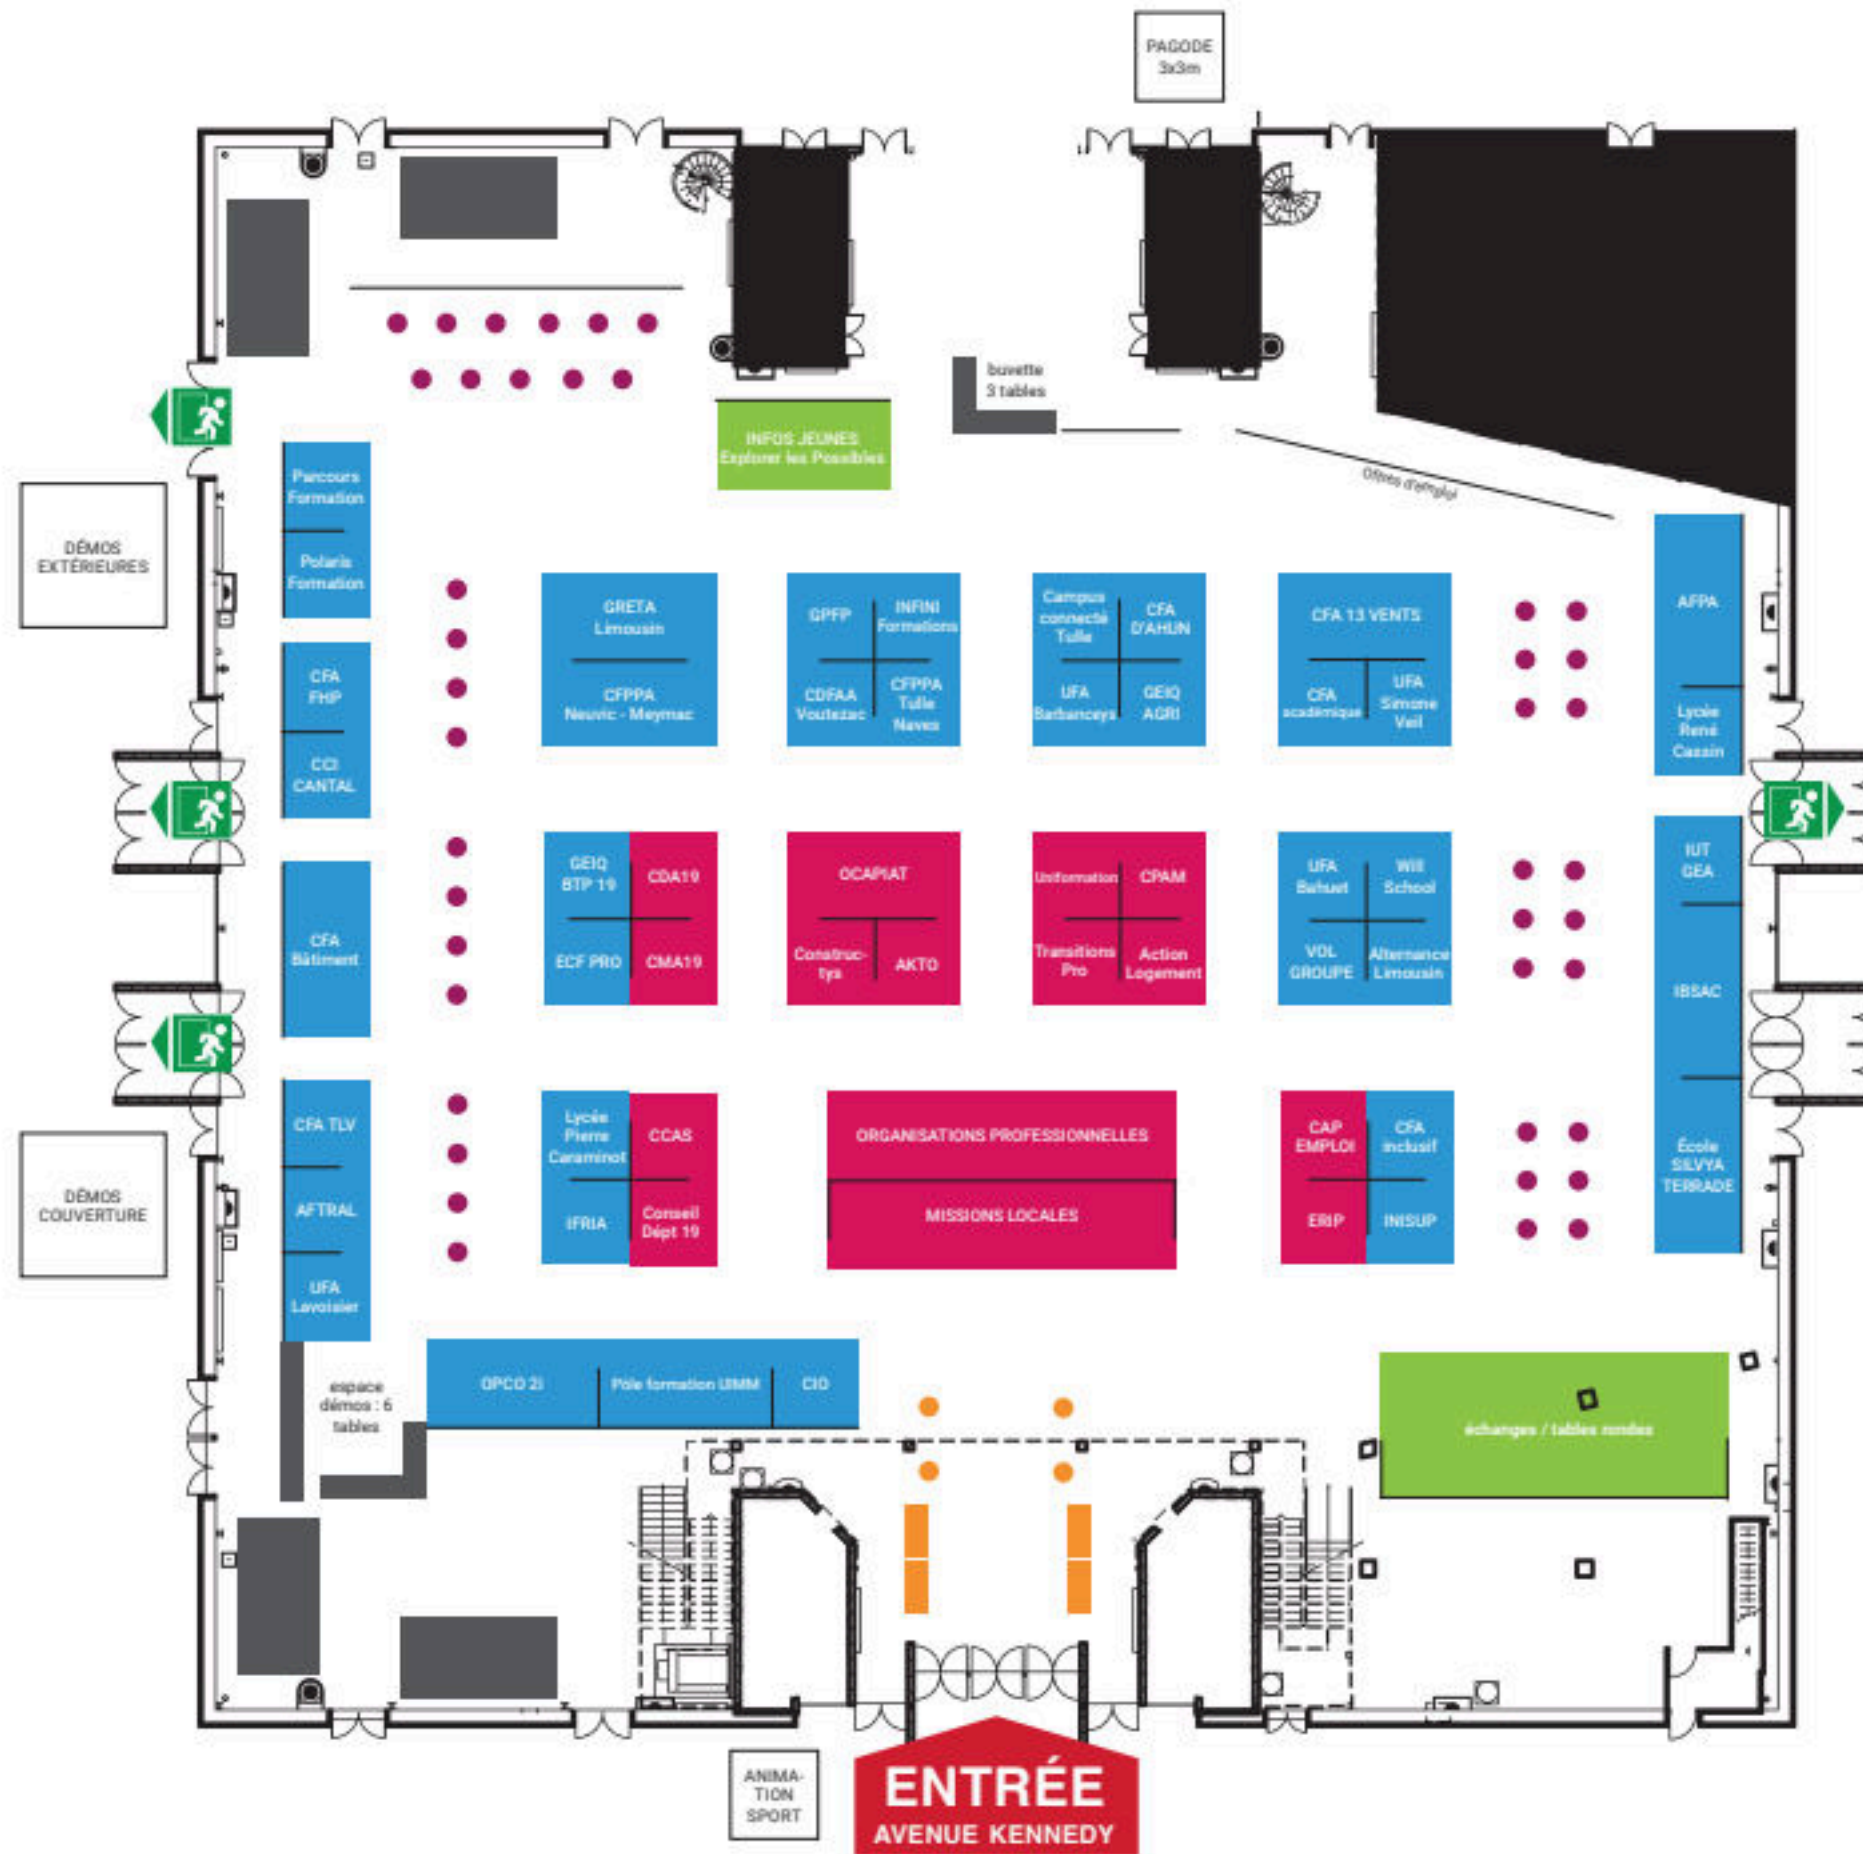 PAGODE
3x3m
buvette
3 tables
INFOS JEUNES
Explorer les Possibles
Offres d'emploi
Parcours
Formation
Polaris
Formation
DÉMOS
EXTÉRIEURES
GRETA
Limousin
CFPPA
Neuvic - Meymac
GPFP
INFINI
Formations
CDFAA
Voutezac
CFPPA
Tulle
Naves
Campus
connecté
Tulle
CFA
D'AHUN
UFA
Barbanceys
GEIQ
AGRI
CFA 13 VENTS
CFA
académique
UFA
Simone
Veil
AFPA
Lycée
René
Cassin
CFA
FHP
CCI
CANTAL
GEIQ
BTP 19
CDA19
ECF PRO
CMA19
OCAPIAT
Construc-
tys
AKTO
Uniformation
CPAM
Transitions
Pro
Action
Logement
UFA
Bahuet
Will
School
VOL
GROUPE
Alternance
Limousin
IUT
GEA
IBSAC
École
SILVYA
TERRADE
CFA
Bâtiment
CFA TLV
AFTRAL
UFA
Lavoisier
DÉMOS
COUVERTURE
Lycée
Pierre
Caraminot
CCAS
IFRIA
Conseil
Dépt 19
ORGANISATIONS PROFESSIONNELLES
MISSIONS LOCALES
CAP
EMPLOI
CFA
inclusif
ERIP
INISUP
espace
démos : 6
tables
OPCO 2i
Pôle formation UIMM
CIO
échanges / tables rondes
ANIMA-
TION
SPORT
ENTRÉE
AVENUE KENNEDY